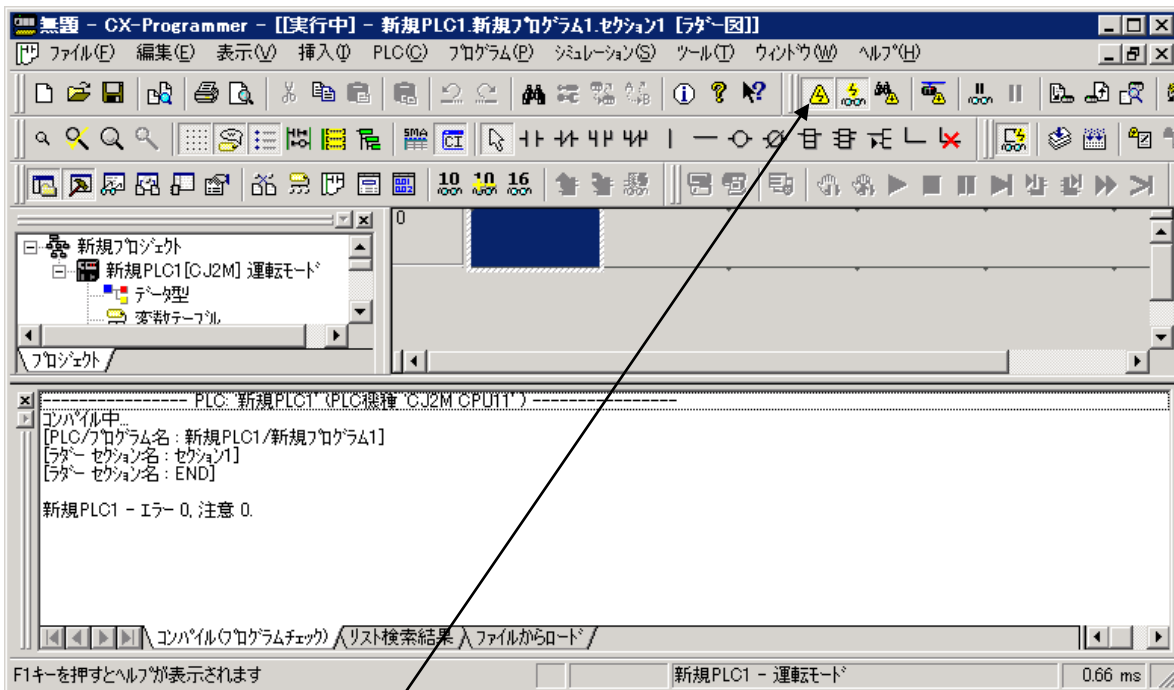 無題 - CX-Programmer - [[実行中] - 新規PLC1.新規ﾌﾟﾛｸﾞﾗﾑ1.ｾｸｼｮﾝ1 [ﾗﾀﾞｰ図]]
ﾌｧｲﾙ(F) 編集(E) 表示(V) 挿入(I) PLC(C) ﾌﾟﾛｸﾞﾗﾑ(P) ｼﾐｭﾚｰｼｮﾝ(S) ﾂｰﾙ(T) ｳｨﾝﾄﾞｳ(W) ﾍﾙﾌﾟ(H)
SMA CI
10 10 16
0
新規ﾌﾟﾛｼﾞｪｸﾄ
新規PLC1[CJ2M] 運転ﾓｰﾄﾞ
ﾃﾞｰﾀ型
変数ﾃｰﾌﾞﾙ
ﾌﾟﾛｼﾞｪｸﾄ
---------------- PLC: '新規PLC1' (PLC機種 'CJ2M CPU11' ) ----------------
ｺﾝﾊﾟｲﾙ中...
[PLC/ﾌﾟﾛｸﾞﾗﾑ名 : 新規PLC1/新規ﾌﾟﾛｸﾞﾗﾑ1]
[ﾗﾀﾞｰ ｾｸｼｮﾝ名 : ｾｸｼｮﾝ1]
[ﾗﾀﾞｰ ｾｸｼｮﾝ名 : END]
新規PLC1 - ｴﾗｰ 0, 注意 0.
ｺﾝﾊﾟｲﾙ(ﾌﾟﾛｸﾞﾗﾑﾁｪｯｸ) ﾘｽﾄ検索結果 ﾌｧｲﾙからﾛｰﾄﾞ
F1キーを押すとﾍﾙﾌﾟが表示されます 新規PLC1 - 運転ﾓｰﾄﾞ 0.66 ms